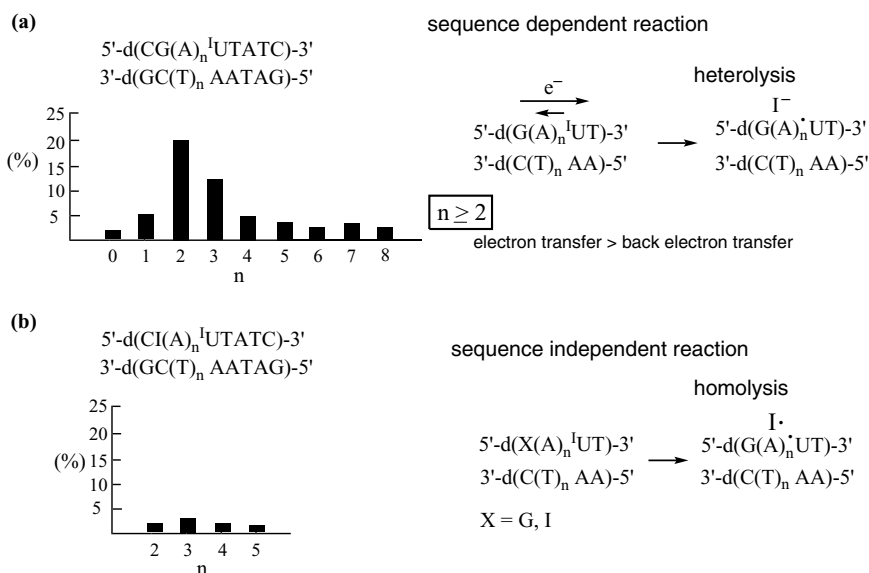 (a)
5'-d(CG(A)nᴵUTATC)-3'
3'-d(GC(T)n AATAG)-5'
25
20
(%) 15
10
5
0 1 2 3 4 5 6 7 8
n
sequence dependent reaction
heterolysis
e⁻
I⁻
5'-d(G(A)nᴵUT)-3'
3'-d(C(T)n AA)-5'
5'-d(G(A)n•UT)-3'
3'-d(C(T)n AA)-5'
n ≥ 2
electron transfer > back electron transfer
(b)
5'-d(CI(A)nᴵUTATC)-3'
3'-d(GC(T)n AATAG)-5'
25
20
(%) 15
10
5
2 3 4 5
n
sequence independent reaction
homolysis
I·
5'-d(X(A)nᴵUT)-3'
3'-d(C(T)n AA)-5'
5'-d(G(A)n•UT)-3'
3'-d(C(T)n AA)-5'
X = G, I